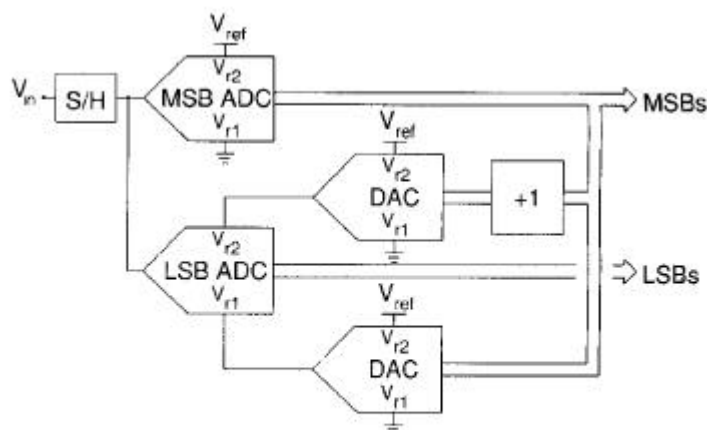 V_ref
V_in
S/H
V_r2
MSB ADC
V_r1
MSBs
V_ref
V_r2
DAC
V_r1
+1
V_r2
LSB ADC
V_r1
LSBs
V_ref
V_r2
DAC
V_r1